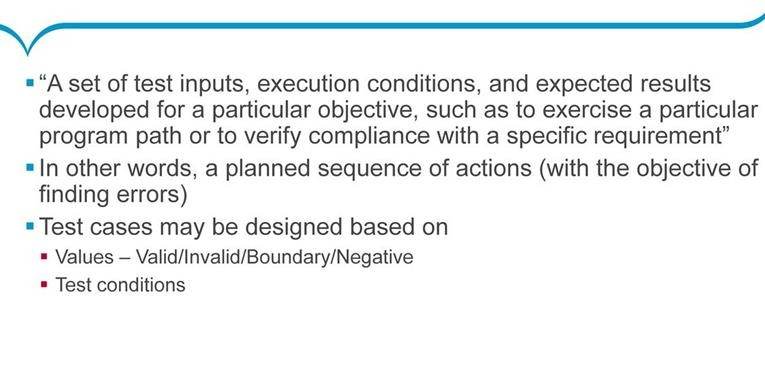 ▪“A set of test inputs, execution conditions, and expected results
developed for a particular objective, such as to exercise a particular
program path or to verify compliance with a specific requirement”
▪In other words, a planned sequence of actions (with the objective of
finding errors)
▪Test cases may be designed based on
▪ Values – Valid/Invalid/Boundary/Negative
▪ Test conditions